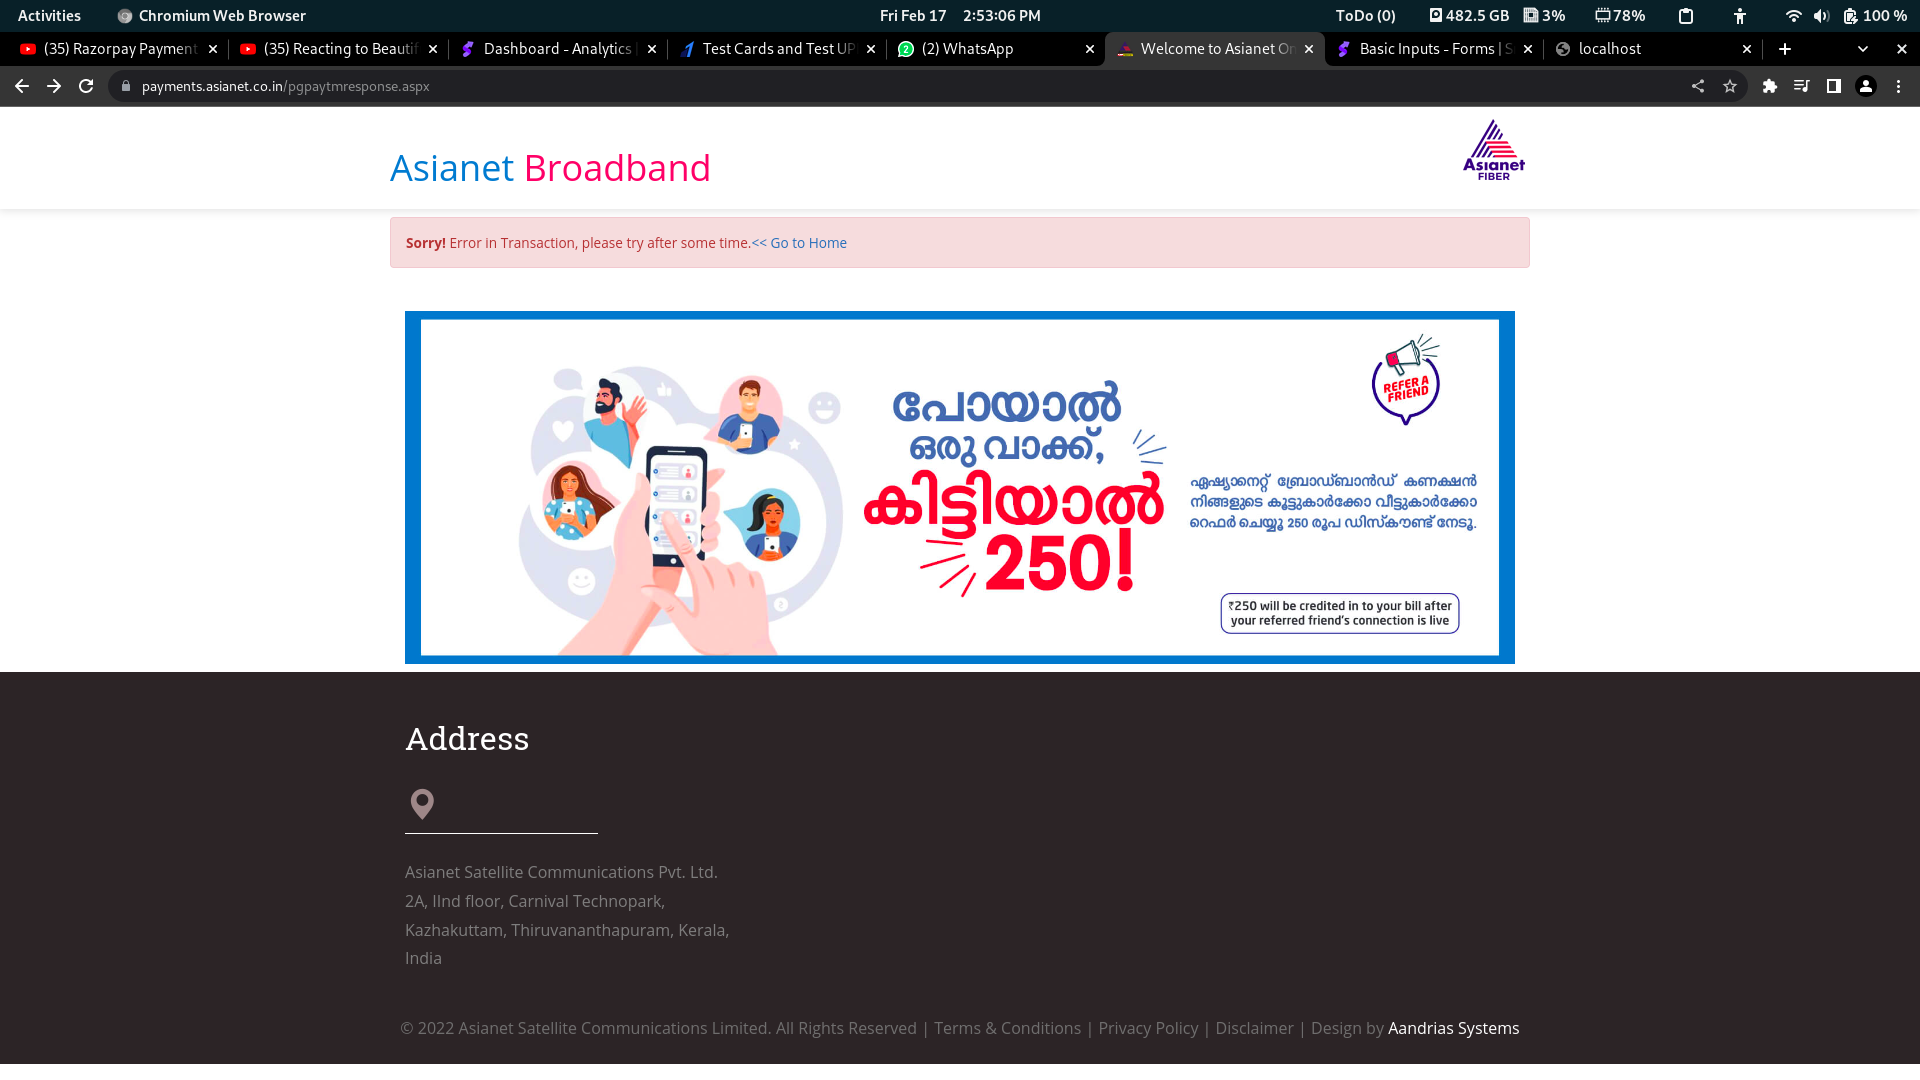 Activities Chromium Web Browser Fri Feb 17 2:53:06 PM ToDo (0) 482.5 GB 3% 78% 100 %
(35) Razorpay Payment (35) Reacting to Beautif Dashboard - Analytics | Test Cards and Test UP (2) WhatsApp Welcome to Asianet On Basic Inputs - Forms | S localhost
payments.asianet.co.in/pgpaytmresponse.aspx
Asianet Broadband
Asianet
FIBER
Sorry! Error in Transaction, please try after some time.<< Go to Home
REFER A
FRIEND
പോയാൽ
ഒരു വാക്ക്,
കിട്ടിയാൽ
250!
ഏഷ്യാനെറ്റ് ബ്രോഡ്ബാൻഡ് കണക്ഷൻ
നിങ്ങളുടെ കൂട്ടുകാർക്കോ വീട്ടുകാർക്കോ
റെഫർ ചെയ്യൂ 250 രൂപ ഡിസ്കൗണ്ട് നേടൂ.
₹250 will be credited in to your bill after
your referred friend's connection is live
Address
Asianet Satellite Communications Pvt. Ltd.
2A, IInd floor, Carnival Technopark,
Kazhakuttam, Thiruvananthapuram, Kerala,
India
© 2022 Asianet Satellite Communications Limited. All Rights Reserved | Terms & Conditions | Privacy Policy | Disclaimer | Design by Aandrias Systems